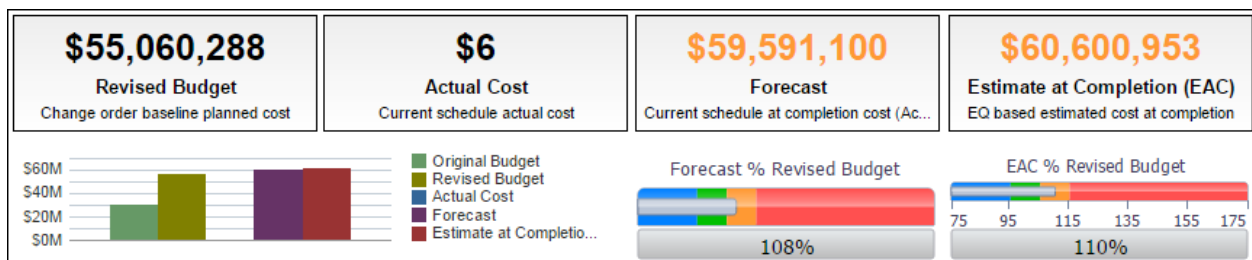 $55,060,288
Revised Budget
Change order baseline planned cost
$6
Actual Cost
Current schedule actual cost
$59,591,100
Forecast
Current schedule at completion cost (Ac...
$60,600,953
Estimate at Completion (EAC)
EQ based estimated cost at completion
$60M
$40M
$20M
$0M
Original Budget
Revised Budget
Actual Cost
Forecast
Estimate at Completio...
Forecast % Revised Budget
108%
EAC % Revised Budget
75 95 115 135 155 175
110%